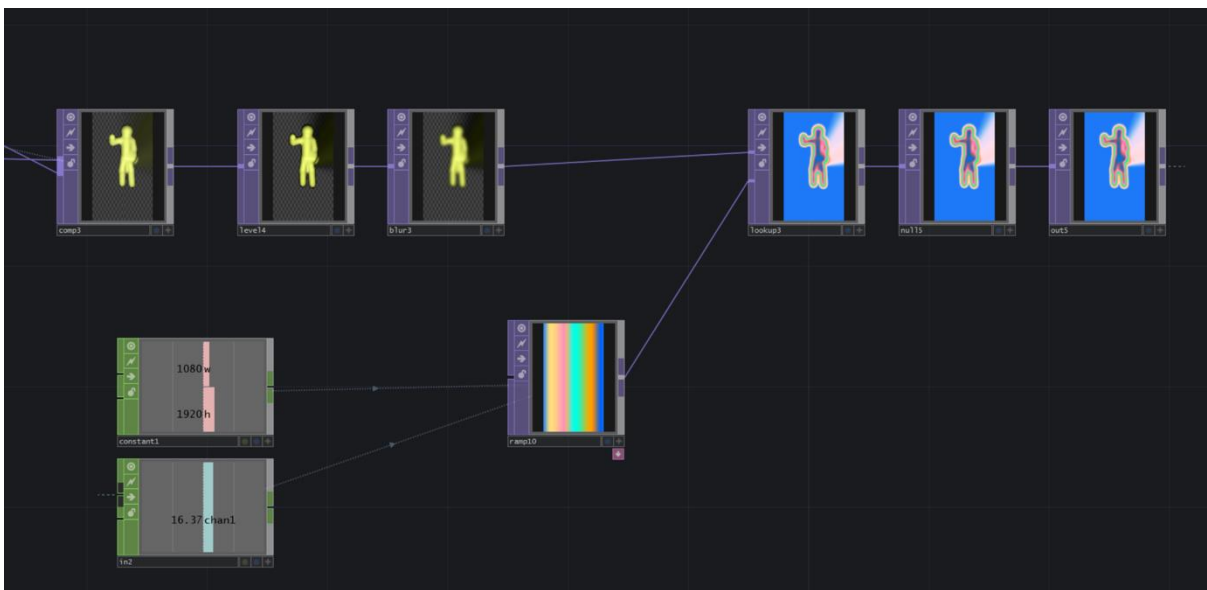 comp3
level4
blur3
lookup3
null5
out5
1080 w
1920 h
constant1
ramp10
16.37 chan1
in2